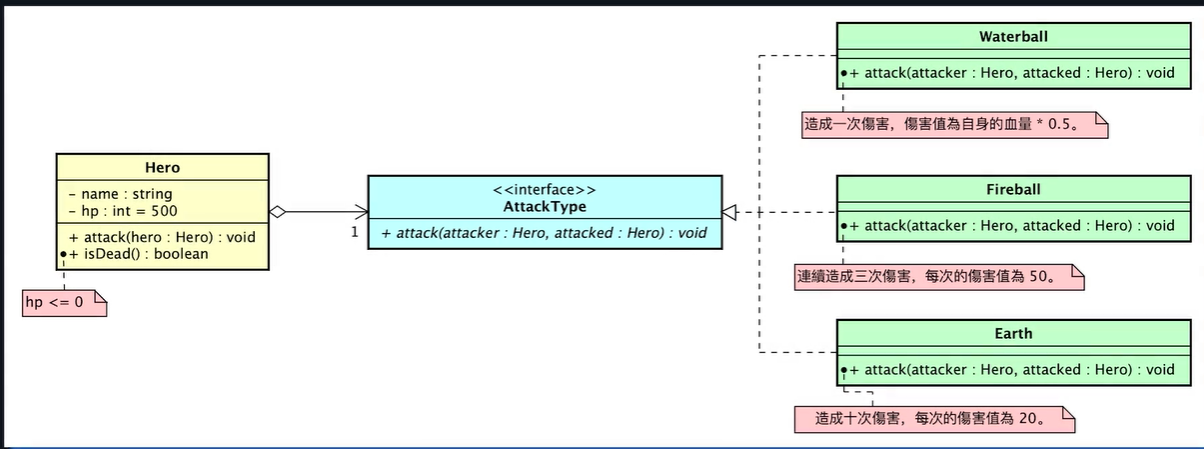 Hero
- name : string
- hp : int = 500
+ attack(hero : Hero) : void
+ isDead() : boolean
hp <= 0
1
<<interface>>
AttackType
+ attack(attacker : Hero, attacked : Hero) : void
Waterball
+ attack(attacker : Hero, attacked : Hero) : void
造成一次傷害，傷害值為自身的血量 * 0.5。
Fireball
+ attack(attacker : Hero, attacked : Hero) : void
連續造成三次傷害，每次的傷害值為 50。
Earth
+ attack(attacker : Hero, attacked : Hero) : void
造成十次傷害，每次的傷害值為 20。